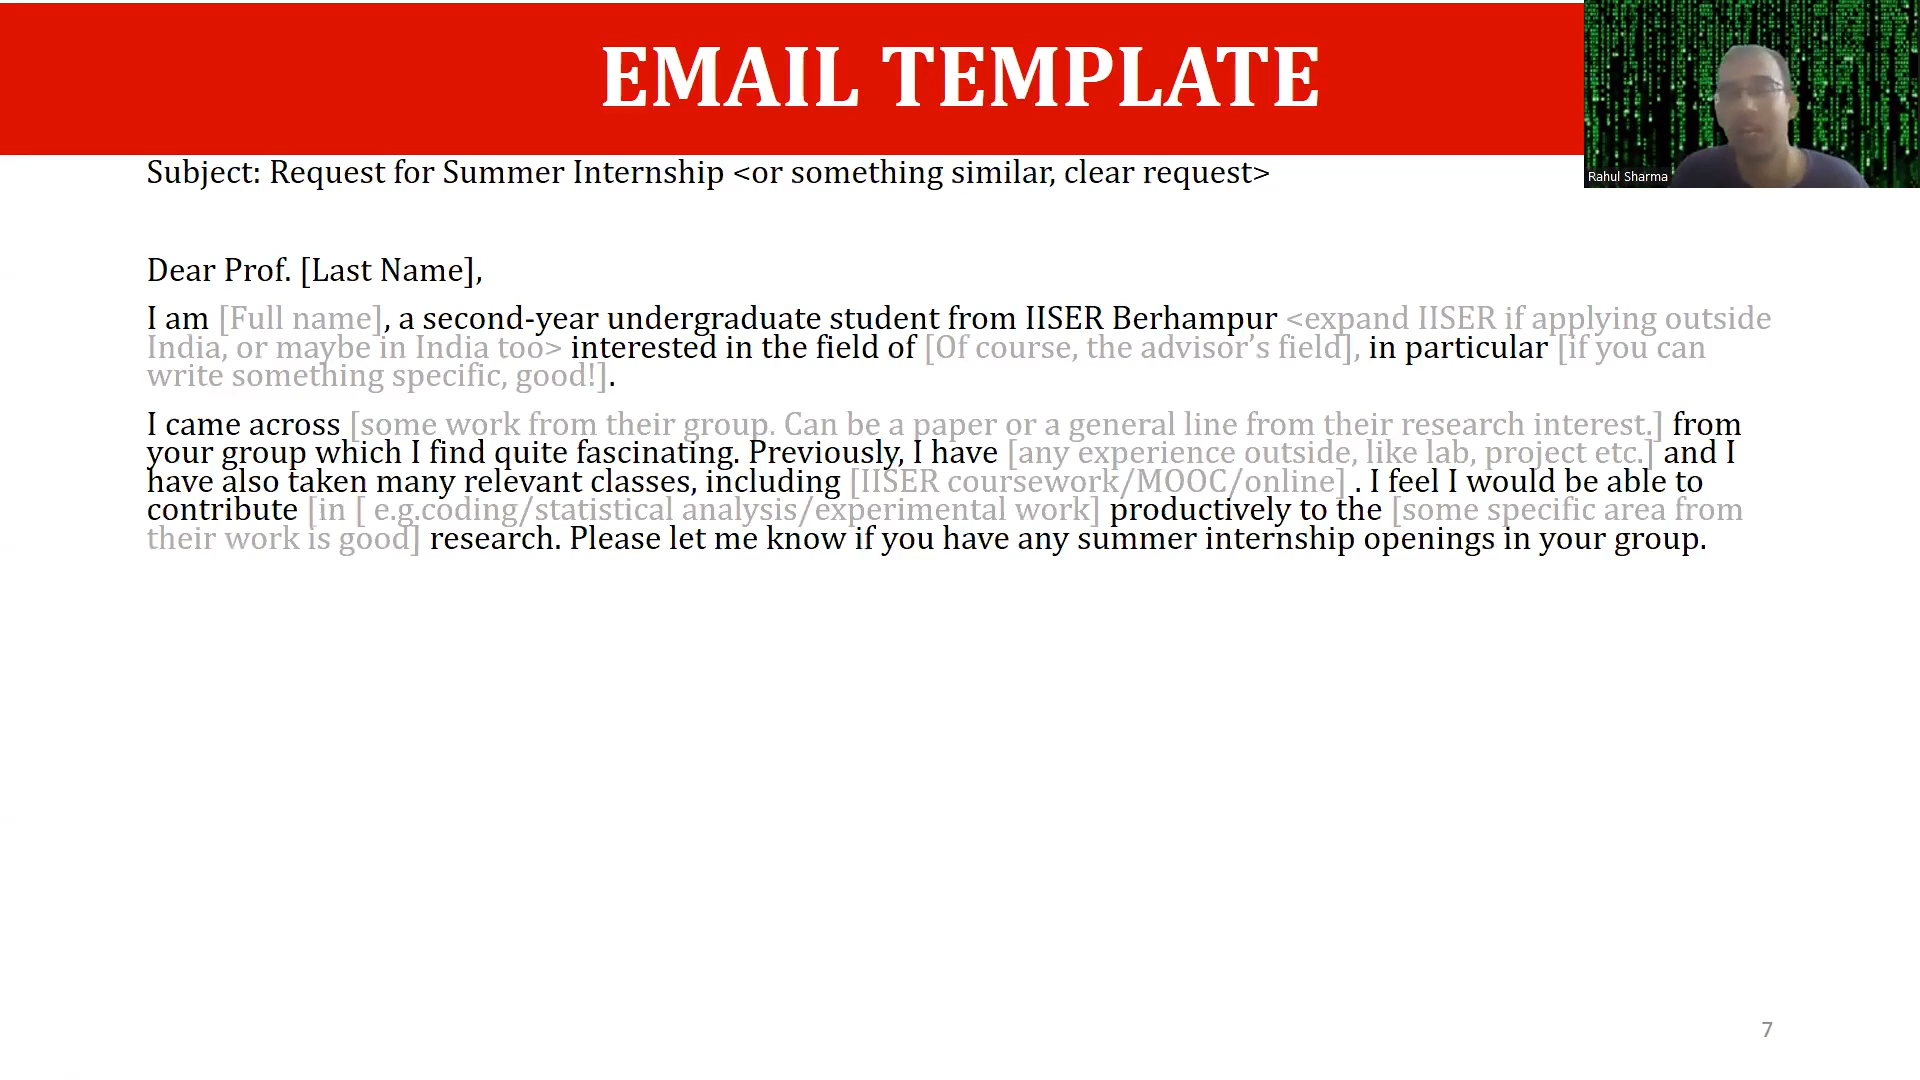 EMAIL TEMPLATE
Rahul Sharma
Subject: Request for Summer Internship <or something similar, clear request>
Dear Prof. [Last Name],
I am [Full name], a second-year undergraduate student from IISER Berhampur <expand IISER if applying outside
India, or maybe in India too> interested in the field of [Of course, the advisor's field], in particular [if you can
write something specific, good!].
I came across [some work from their group. Can be a paper or a general line from their research interest.] from
your group which I find quite fascinating. Previously, I have [any experience outside, like lab, project etc.] and I
have also taken many relevant classes, including [IISER coursework/MOOC/online] . I feel I would be able to
contribute [in [ e.g.coding/statistical analysis/experimental work] productively to the [some specific area from
their work is good] research. Please let me know if you have any summer internship openings in your group.
7